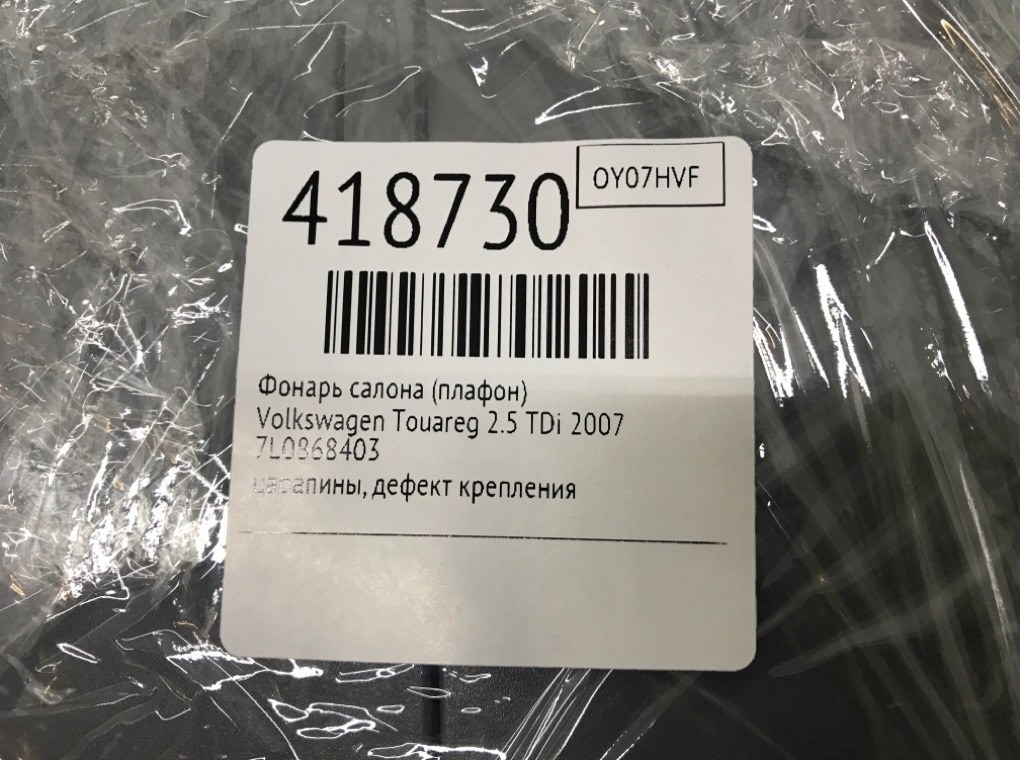 418730
OY07HVF
Фонарь салона (плафон)
Volkswagen Touareg 2.5 TDi 2007
7L0868403
царапины, дефект крепления